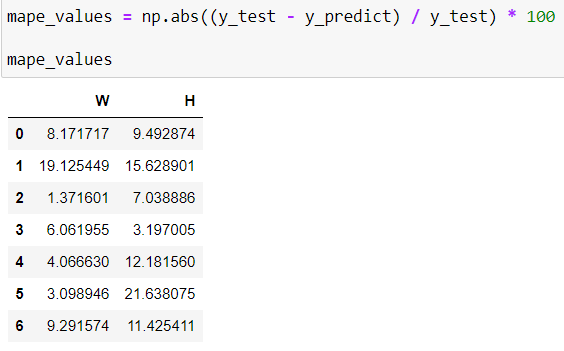 mape_values = np.abs((y_test - y_predict) / y_test) * 100
mape_values
W H
0 8.171717 9.492874
1 19.125449 15.628901
2 1.371601 7.038886
3 6.061955 3.197005
4 4.066630 12.181560
5 3.098946 21.638075
6 9.291574 11.425411